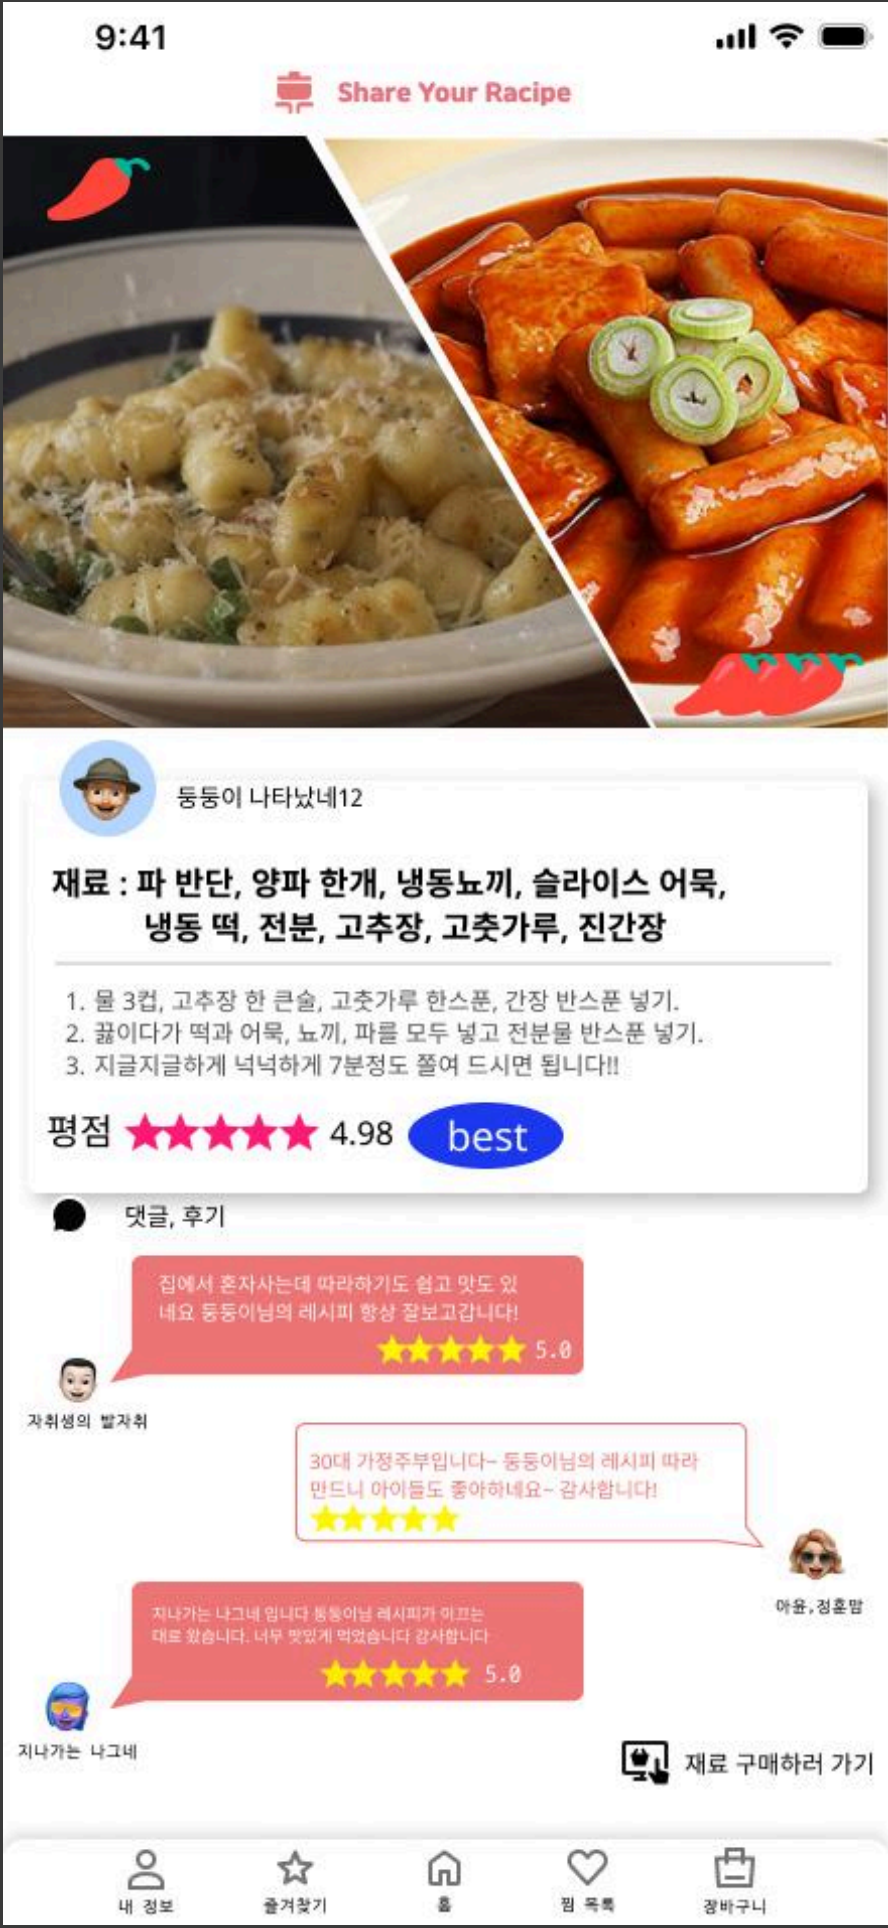 9:41
Share Your Racipe
둥둥이 나타났네12
재료 : 파 반단, 양파 한개, 냉동뇨끼, 슬라이스 어묵,
냉동 떡, 전분, 고추장, 고춧가루, 진간장
1. 물 3컵, 고추장 한 큰술, 고춧가루 한스푼, 간장 반스푼 넣기.
2. 끓이다가 떡과 어묵, 뇨끼, 파를 모두 넣고 전분물 반스푼 넣기.
3. 지글지글하게 넉넉하게 7분정도 쫄여 드시면 됩니다!!
평점 ★★★★★ 4.98 best
댓글, 후기
집에서 혼자사는데 따라하기도 쉽고 맛도 있
네요 둥둥이님의 레시피 항상 잘보고갑니다!
★★★★★ 5.0
자취생의 발자취
30대 가정주부입니다~ 둥둥이님의 레시피 따라
만드니 아이들도 좋아하네요~ 감사합니다!
★★★★★
아윤,정훈맘
지나가는 나그네 입니다 둥둥이님 레시피가 이끄는
대로 왔습니다. 너무 맛있게 먹었습니다 감사합니다
★★★★★ 5.0
지나가는 나그네
재료 구매하러 가기
내 정보 즐겨찾기 홈 찜 목록 장바구니